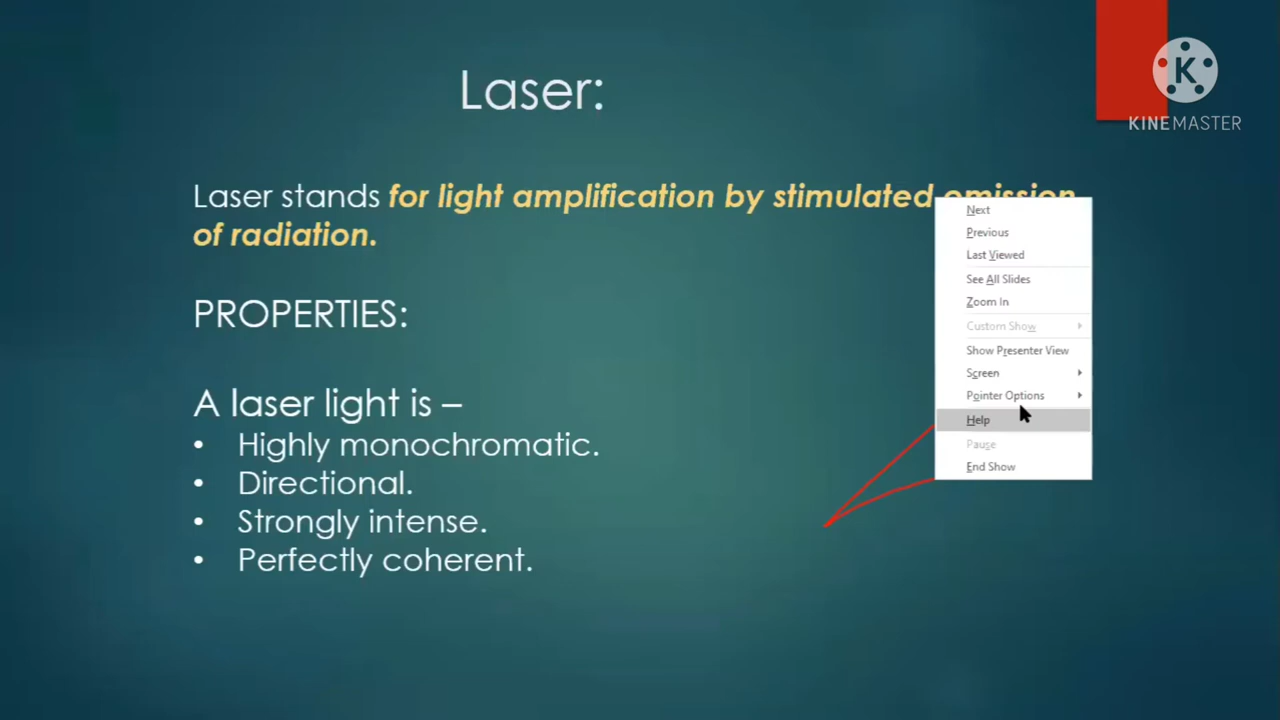 Laser:
K
KINEMASTER
Laser stands for light amplification by stimulated emission
of radiation.
PROPERTIES:
A laser light is –
• Highly monochromatic.
• Directional.
• Strongly intense.
• Perfectly coherent.
Next
Previous
Last Viewed
See All Slides
Zoom In
Custom Show
Show Presenter View
Screen
Pointer Options
Help
Pause
End Show